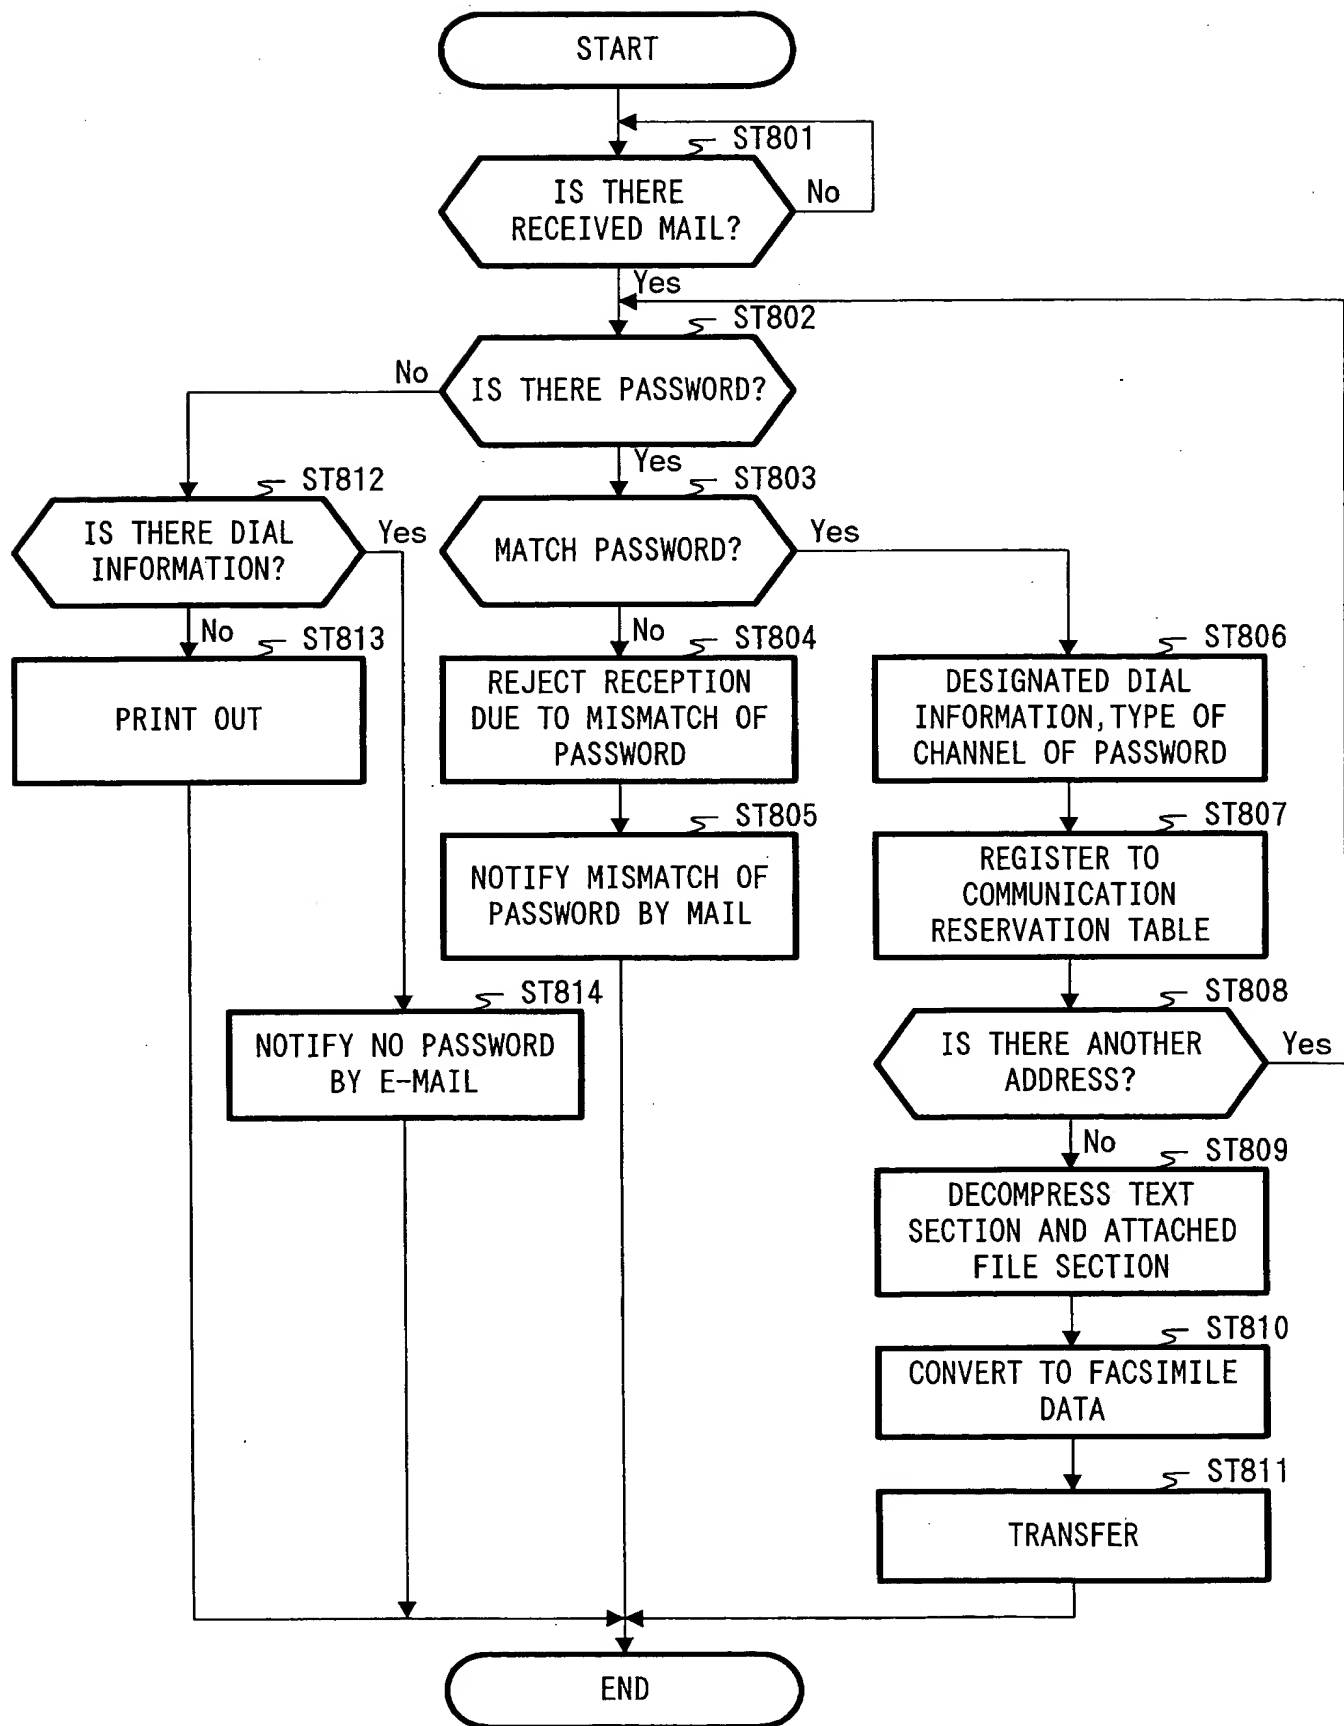 START
ST801
IS THERE
RECEIVED MAIL?
No
Yes
ST802
No
IS THERE PASSWORD?
Yes
ST812
ST803
IS THERE DIAL
INFORMATION?
Yes
MATCH PASSWORD?
Yes
No
ST813
No
ST804
ST806
PRINT OUT
REJECT RECEPTION
DUE TO MISMATCH OF
PASSWORD
DESIGNATED DIAL
INFORMATION,TYPE OF
CHANNEL OF PASSWORD
ST805
ST807
NOTIFY MISMATCH OF
PASSWORD BY MAIL
REGISTER TO
COMMUNICATION
RESERVATION TABLE
ST814
ST808
NOTIFY NO PASSWORD
BY E-MAIL
IS THERE ANOTHER
ADDRESS?
Yes
No
ST809
DECOMPRESS TEXT
SECTION AND ATTACHED
FILE SECTION
ST810
CONVERT TO FACSIMILE
DATA
ST811
TRANSFER
END